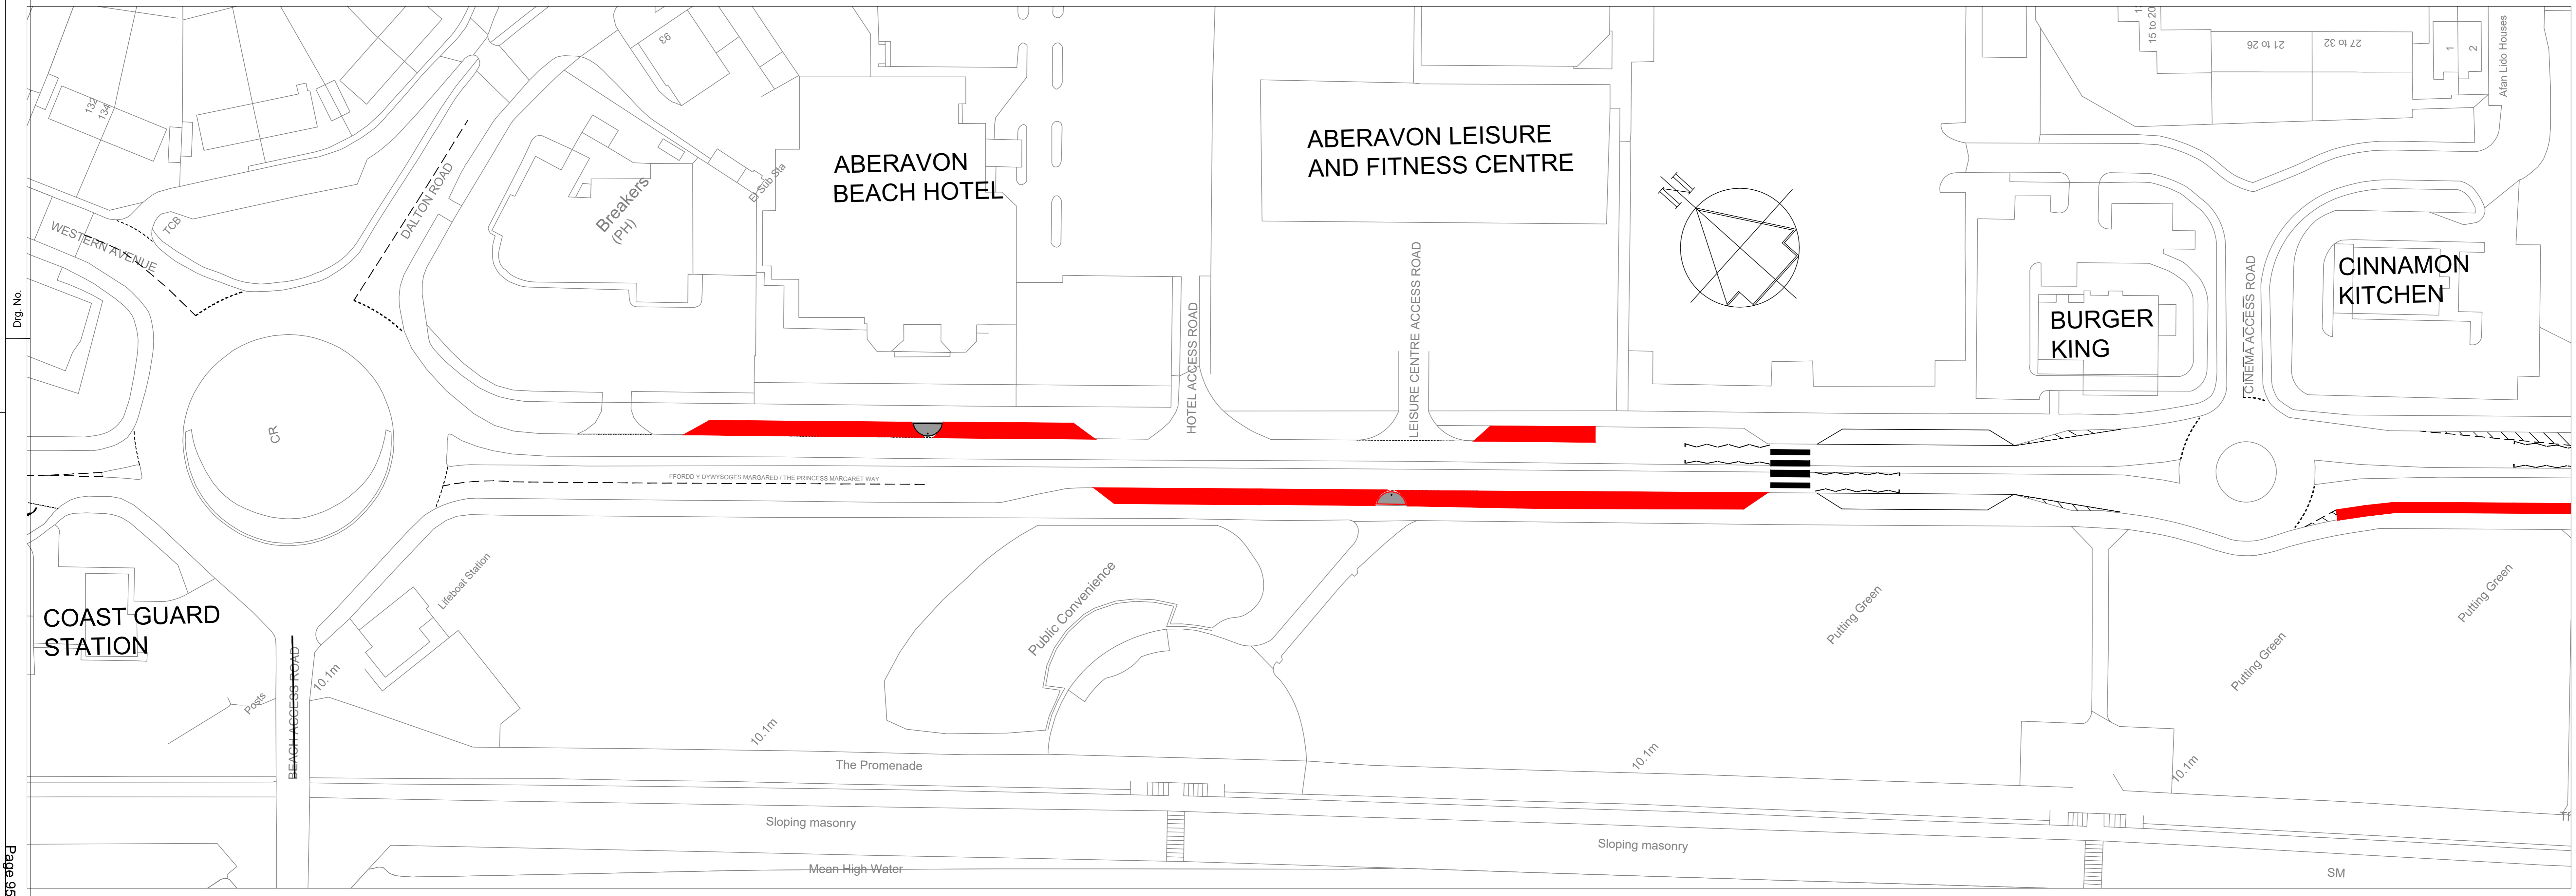 Drg. No.
Page 95
132
134
WESTERN AVENUE
TCB
DALTON ROAD
93
Breakers
(PH)
El Sub Sta
ABERAVON
BEACH HOTEL
HOTEL ACCESS ROAD
ABERAVON LEISURE
AND FITNESS CENTRE
LEISURE CENTRE ACCESS ROAD
N
15 to 20
21 to 26
27 to 32
1
2
Afan Lido Houses
BURGER
KING
CINEMA ACCESS ROAD
CINNAMON
KITCHEN
CR
FFORDD Y DYWYSOGES MARGARED / THE PRINCESS MARGARET WAY
COAST GUARD
STATION
Lifeboat Station
Posts
BEACH ACCESS ROAD
10.1m
Public Convenience
Putting Green
Putting Green
Putting Green
10.1m
10.1m
10.1m
The Promenade
Sloping masonry
Sloping masonry
Mean High Water
SM